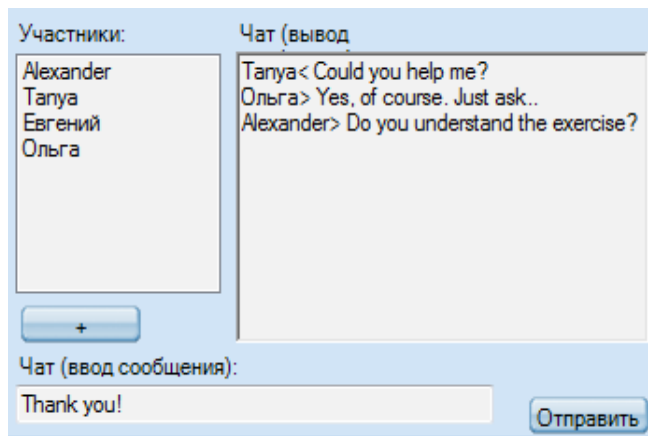 Участники:
Alexander
Tanya
Евгений
Ольга
+
Чат (вывод
Tanya< Could you help me?
Ольга> Yes, of course. Just ask..
Alexander> Do you understand the exercise?
Чат (ввод сообщения):
Thank you!
Отправить